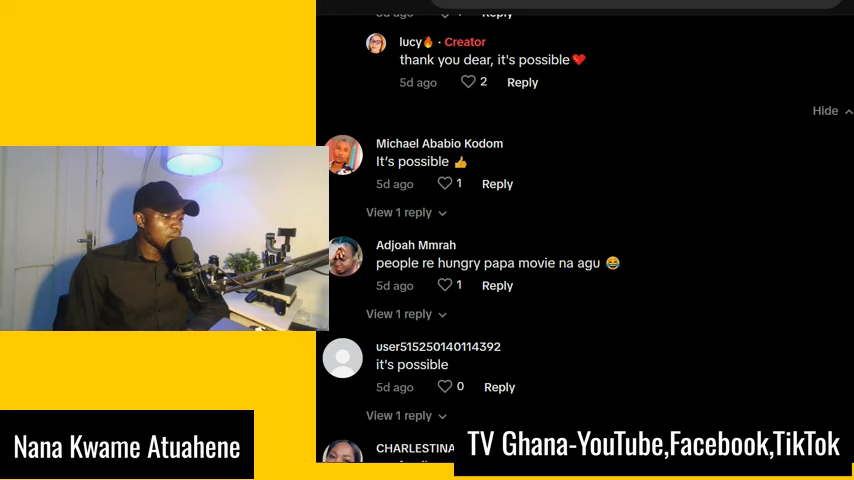 Reply
lucy🔥 · Creator
thank you dear, it's possible❤️
5d ago 2 Reply
Hide
Michael Ababio Kodom
It's possible 👍
5d ago 1 Reply
View 1 reply
Adjoah Mmrah
people re hungry papa movie na agu 😂
5d ago 1 Reply
View 1 reply
user515250140114392
it's possible
5d ago 0 Reply
View 1 reply
CHARLESTINA
Nana Kwame Atuahene
TV Ghana-YouTube,Facebook,TikTok